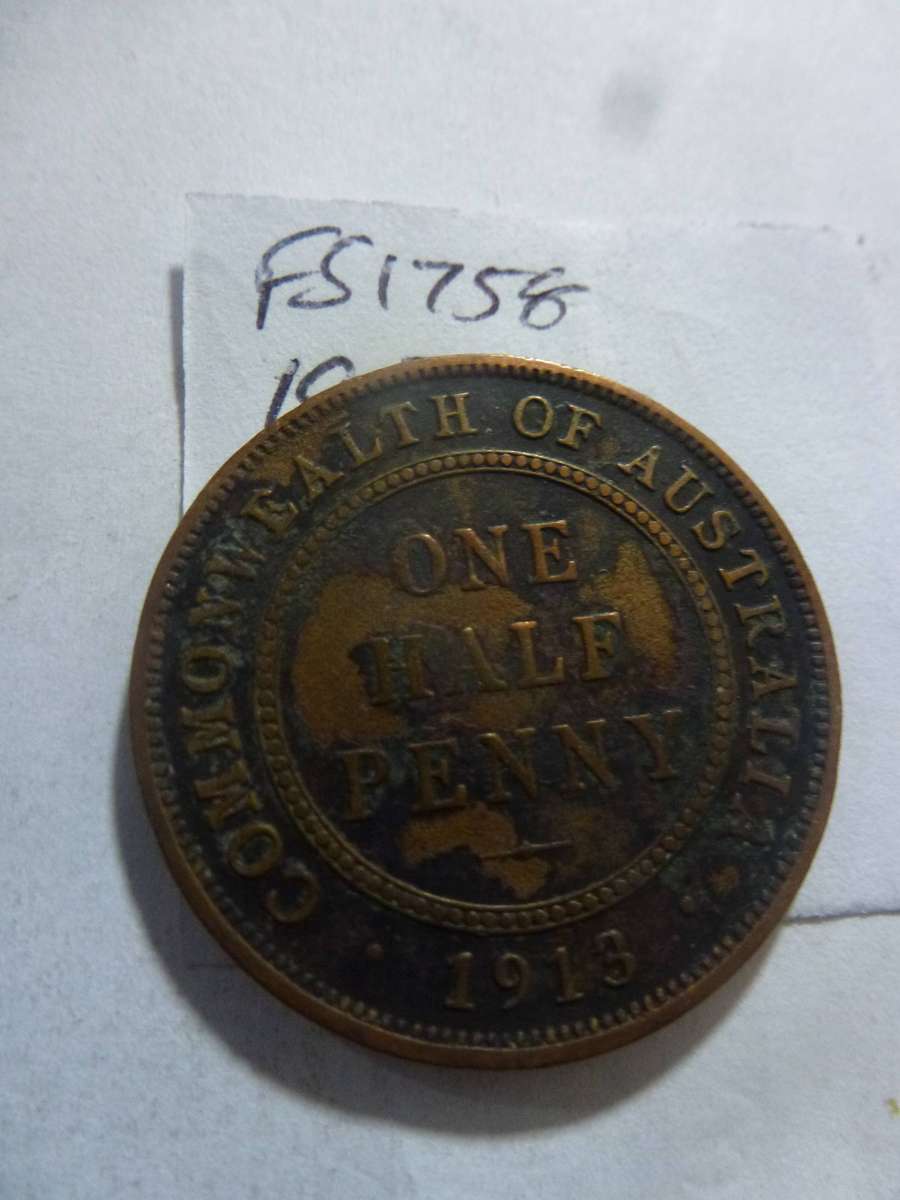 FS1758
COMMONWEALTH OF AUSTRALIA
ONE
HALF
PENNY
1913